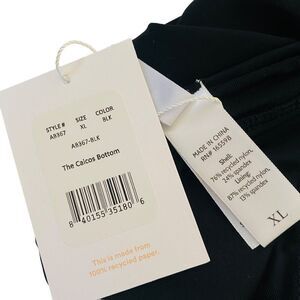 STYLE # SIZE COLOR
A8367 XL BLK
A8367-BLK
The Caicos Bottom
8 40155 35180 6
This is made from
100% recycled paper.
MADE IN CHINA
RN# 165598
Shell:
76% recycled nylon,
24% spandex
Lining:
87% recycled nylon,
13% spandex
XL